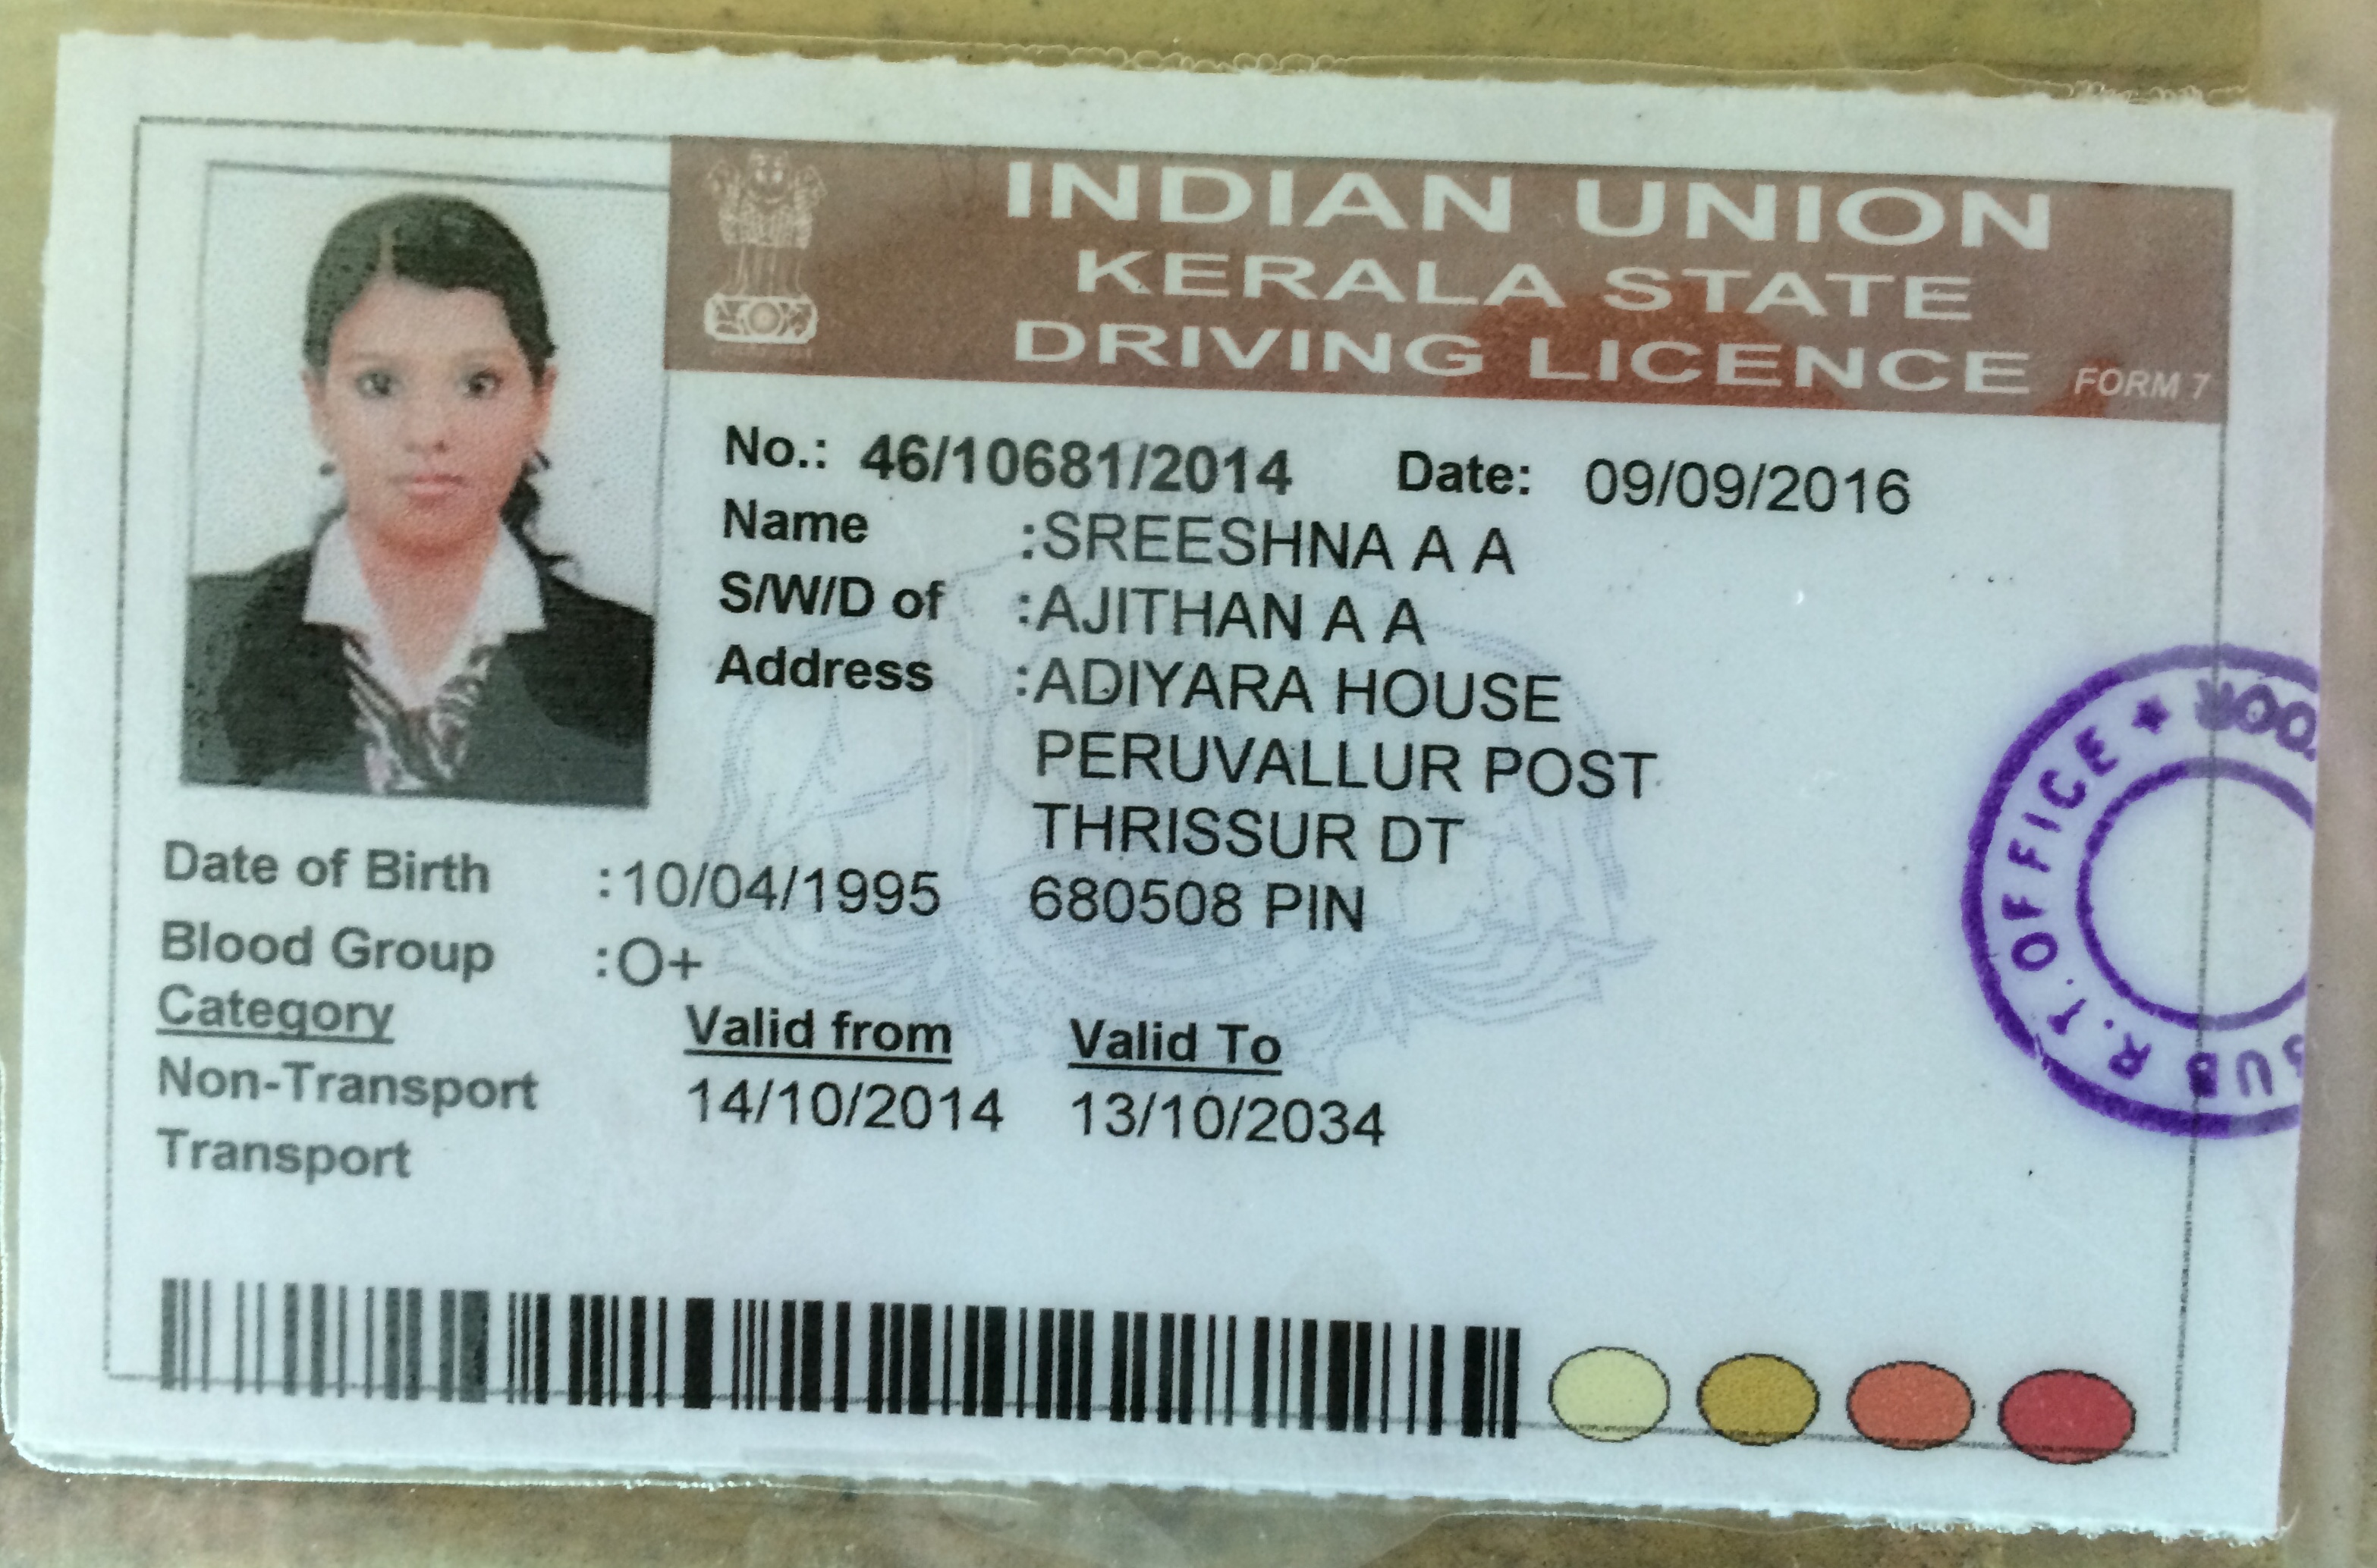 INDIAN UNION
KERALA STATE
DRIVING LICENCE FORM 7
No.: 46/10681/2014 Date: 09/09/2016
Name :SREESHNA A A
S/W/D of :AJITHAN A A
Address :ADIYARA HOUSE
PERUVALLUR POST
THRISSUR DT
680508 PIN
Date of Birth :10/04/1995
Blood Group :O+
Category Valid from Valid To
Non-Transport 14/10/2014 13/10/2034
Transport
SUB R.T. OFFICE ★